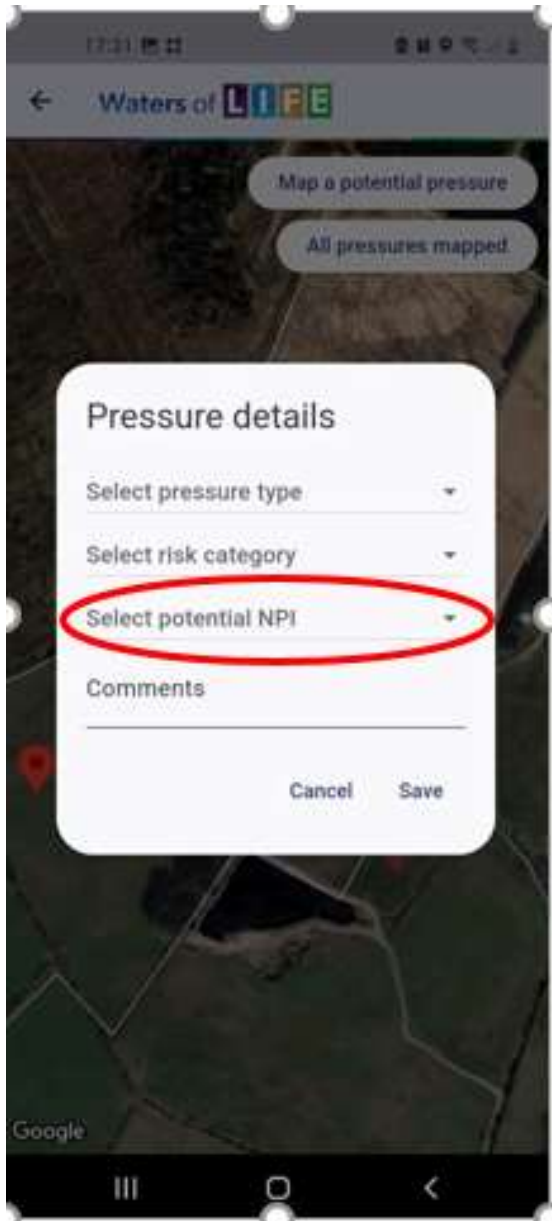 17:31
Waters of LIFE
Map a potential pressure
All pressures mapped
Pressure details
Select pressure type
Select risk category
Select potential NPI
Comments
Cancel Save
Google